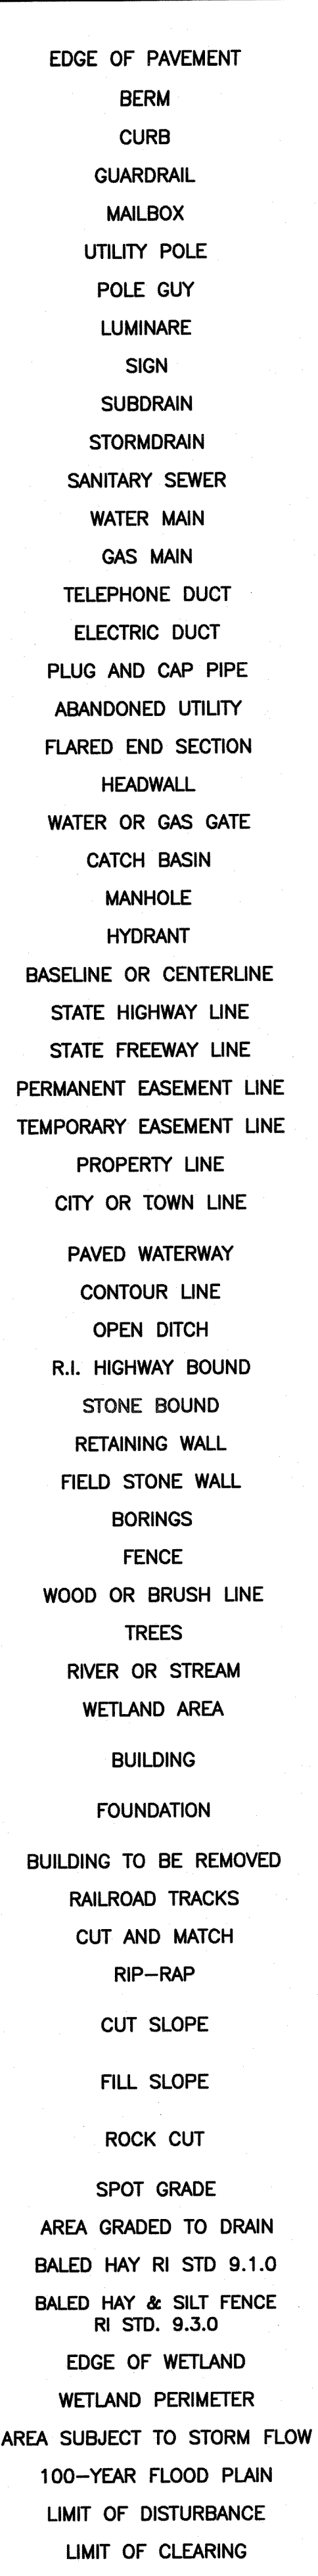 EDGE OF PAVEMENT
BERM
CURB
GUARDRAIL
MAILBOX
UTILITY POLE
POLE GUY
LUMINARE
SIGN
SUBDRAIN
STORMDRAIN
SANITARY SEWER
WATER MAIN
GAS MAIN
TELEPHONE DUCT
ELECTRIC DUCT
PLUG AND CAP PIPE
ABANDONED UTILITY
FLARED END SECTION
HEADWALL
WATER OR GAS GATE
CATCH BASIN
MANHOLE
HYDRANT
BASELINE OR CENTERLINE
STATE HIGHWAY LINE
STATE FREEWAY LINE
PERMANENT EASEMENT LINE
TEMPORARY EASEMENT LINE
PROPERTY LINE
CITY OR TOWN LINE
PAVED WATERWAY
CONTOUR LINE
OPEN DITCH
R.I. HIGHWAY BOUND
STONE BOUND
RETAINING WALL
FIELD STONE WALL
BORINGS
FENCE
WOOD OR BRUSH LINE
TREES
RIVER OR STREAM
WETLAND AREA
BUILDING
FOUNDATION
BUILDING TO BE REMOVED
RAILROAD TRACKS
CUT AND MATCH
RIP-RAP
CUT SLOPE
FILL SLOPE
ROCK CUT
SPOT GRADE
AREA GRADED TO DRAIN
BALED HAY RI STD 9.1.0
BALED HAY & SILT FENCE
RI STD. 9.3.0
EDGE OF WETLAND
WETLAND PERIMETER
AREA SUBJECT TO STORM FLOW
100-YEAR FLOOD PLAIN
LIMIT OF DISTURBANCE
LIMIT OF CLEARING